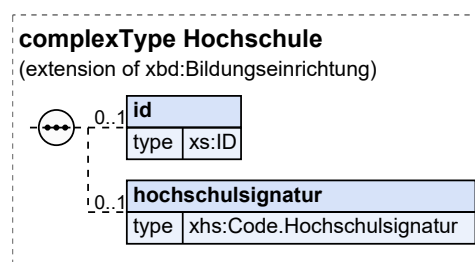 complexType Hochschule
(extension of xbd:Bildungseinrichtung)
0..1 id
type xs:ID
0..1 hochschulsignatur
type xhs:Code.Hochschulsignatur